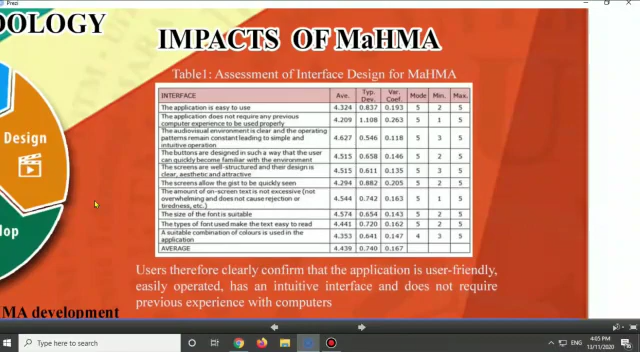 Prezi
OOLOGY
IMPACTS OF MaHMA
Table1: Assessment of Interface Design for MaHMA
INTERFACE Ave. Typ. Dev. Var. Coef. Mode Min. Max.
The application is easy to use 4.324 0.837 0.193 5 2 5
The application does not require any previous
computer experience to be used properly 4.209 1.108 0.263 5 1 5
The audiovisual environment is clear and the operating
patterns remain constant leading to simple and
intuitive operation 4.627 0.546 0.118 5 3 5
The buttons are designed in such a way that the user
can quickly become familiar with the environment 4.515 0.658 0.146 5 2 5
The screens are well-structured and their design is
clear, aesthetic and attractive 4.515 0.611 0.135 5 3 5
The screens allow the gist to be quickly seen 4.294 0.882 0.205 5 2 5
The amount of on-screen text is not excessive (not
overwhelming and does not cause rejection or
tiredness, etc.) 4.544 0.742 0.163 5 1 5
The size of the font is suitable 4.574 0.654 0.143 5 2 5
The types of font used make the text easy to read 4.441 0.720 0.162 5 2 5
A suitable combination of colours is used in the
application 4.353 0.641 0.147 4 3 5
AVERAGE 4.439 0.740 0.167
Design
lop
MA development
Users therefore clearly confirm that the application is user-friendly,
easily operated, has an intuitive interface and does not require
previous experience with computers
Type here to search
ENG
4:05 PM
13/11/2020